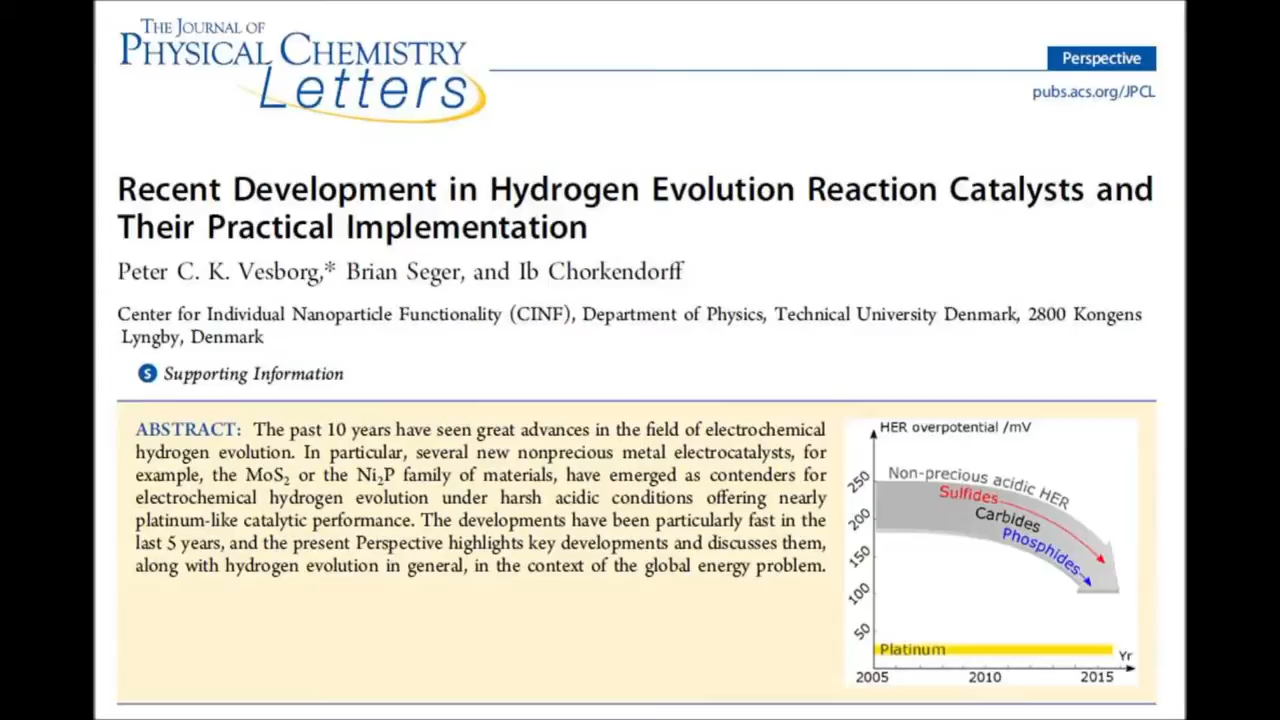 THE JOURNAL OF
PHYSICAL CHEMISTRY
Letters
Perspective
pubs.acs.org/JPCL
Recent Development in Hydrogen Evolution Reaction Catalysts and
Their Practical Implementation
Peter C. K. Vesborg,* Brian Seger, and Ib Chorkendorff
Center for Individual Nanoparticle Functionality (CINF), Department of Physics, Technical University Denmark, 2800 Kongens
Lyngby, Denmark
S Supporting Information
ABSTRACT: The past 10 years have seen great advances in the field of electrochemical
hydrogen evolution. In particular, several new nonprecious metal electrocatalysts, for
example, the MoS₂ or the Ni₂P family of materials, have emerged as contenders for
electrochemical hydrogen evolution under harsh acidic conditions offering nearly
platinum-like catalytic performance. The developments have been particularly fast in the
last 5 years, and the present Perspective highlights key developments and discusses them,
along with hydrogen evolution in general, in the context of the global energy problem.
HER overpotential /mV
250
200
150
100
50
Non-precious acidic HER
Sulfides
Carbides
Phosphides
Platinum
Yr
2005 2010 2015